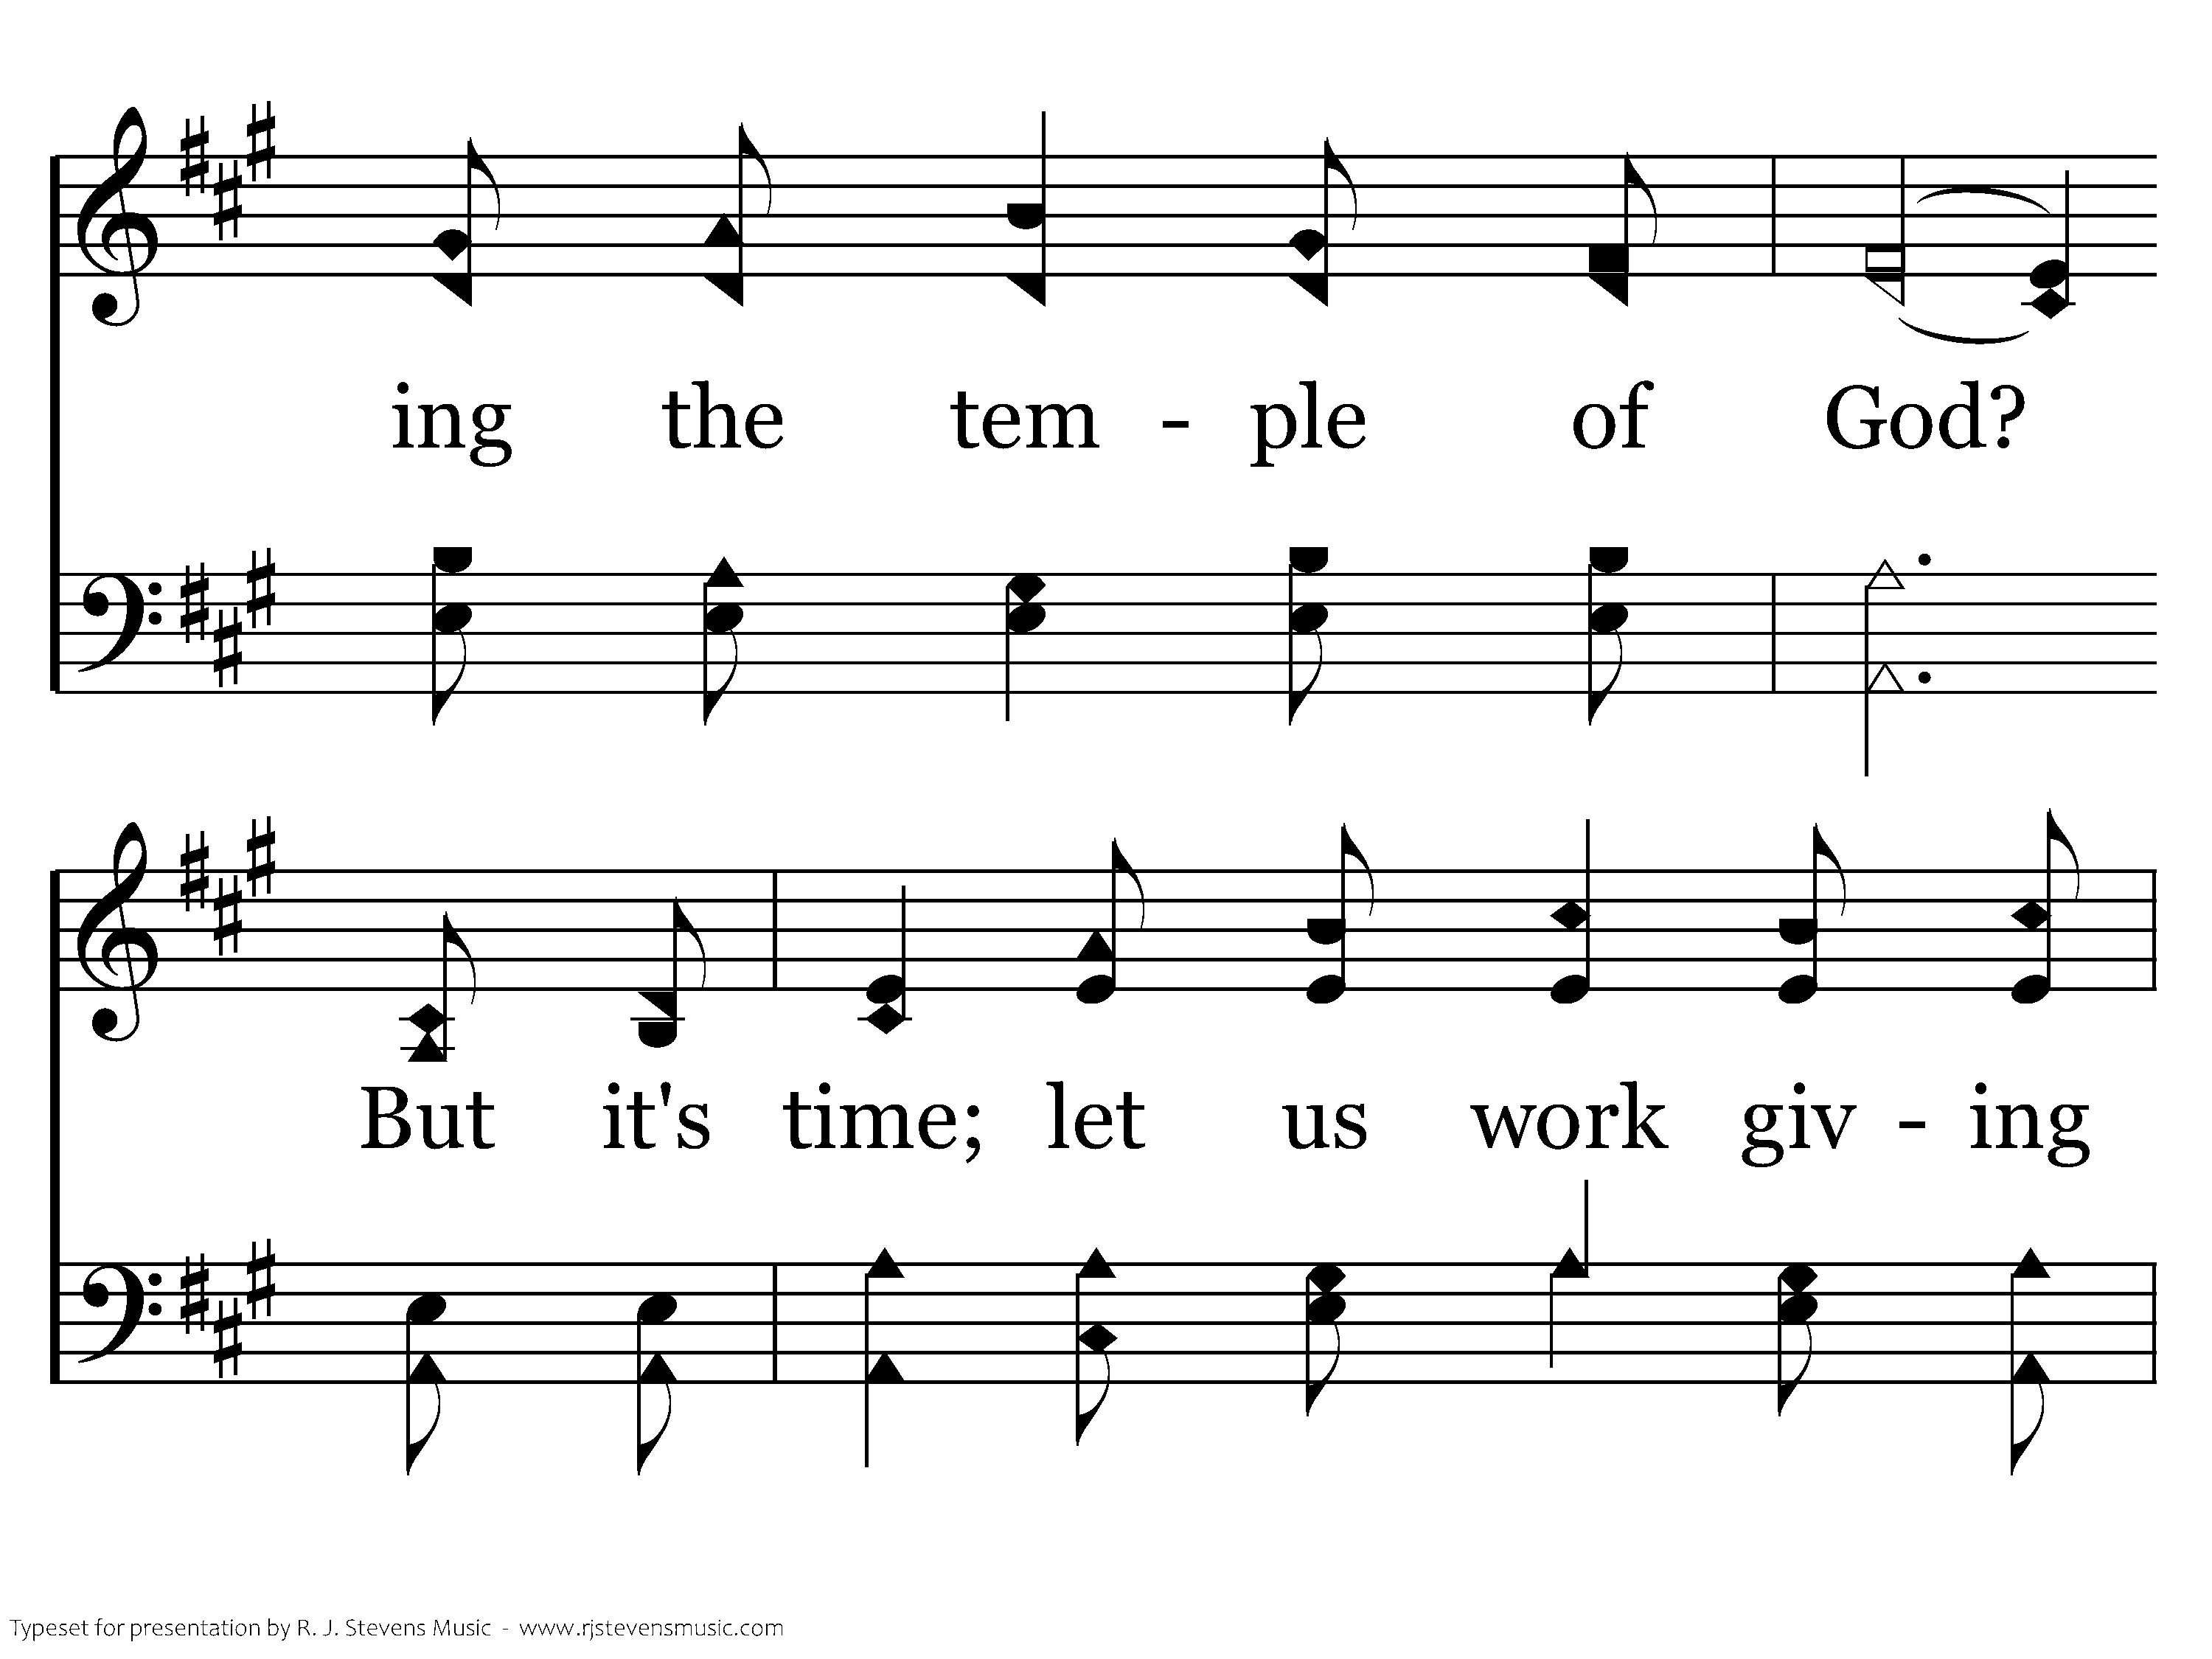 ing the tem - ple of God?
But it's time; let us work giv - ing
Typeset for presentation by R. J. Stevens Music - www.rjstevensmusic.com